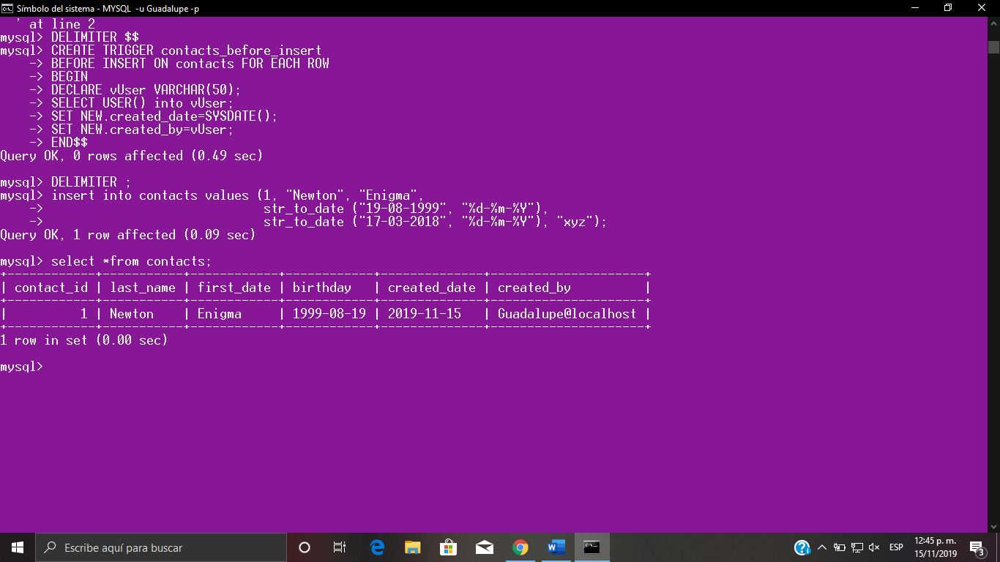 Símbolo del sistema - MYSQL  -u Guadalupe -p
  ' at line 2
mysql> DELIMITER $$
mysql> CREATE TRIGGER contacts_before_insert
    -> BEFORE INSERT ON contacts FOR EACH ROW
    -> BEGIN
    -> DECLARE vUser VARCHAR(50);
    -> SELECT USER() into vUser;
    -> SET NEW.created_date=SYSDATE();
    -> SET NEW.created_by=vUser;
    -> END$$
Query OK, 0 rows affected (0.49 sec)
mysql> DELIMITER ;
mysql> insert into contacts values (1, "Newton", "Enigma",
    ->                              str_to_date ("19-08-1999", "%d-%m-%Y"),
    ->                              str_to_date ("17-03-2018", "%d-%m-%Y"), "xyz");
Query OK, 1 row affected (0.09 sec)
mysql> select *from contacts;
+------------+-----------+------------+------------+--------------+---------------------+
| contact_id | last_name | first_date | birthday   | created_date | created_by          |
+------------+-----------+------------+------------+--------------+---------------------+
|          1 | Newton    | Enigma     | 1999-08-19 | 2019-11-15   | Guadalupe@localhost |
+------------+-----------+------------+------------+--------------+---------------------+
1 row in set (0.00 sec)
mysql>
Escribe aquí para buscar
ESP
12:45 p. m.
15/11/2019
3